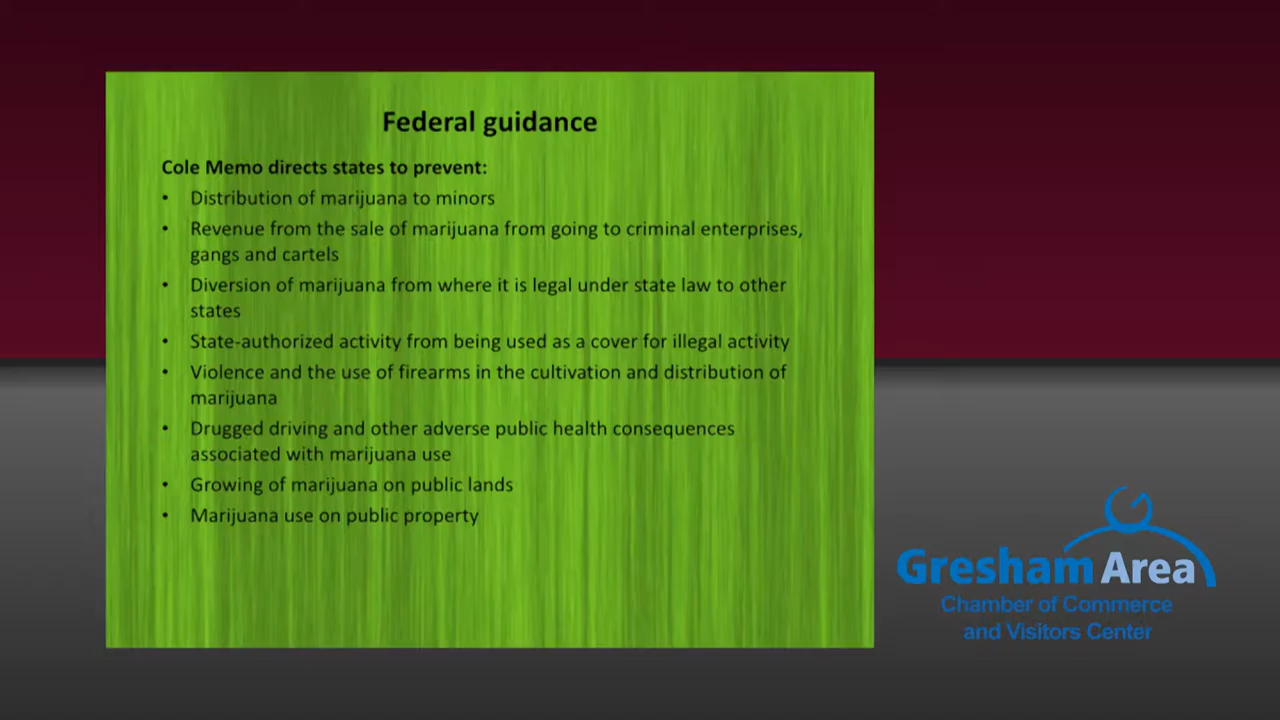 Federal guidance
Cole Memo directs states to prevent:
• Distribution of marijuana to minors
• Revenue from the sale of marijuana from going to criminal enterprises,
gangs and cartels
• Diversion of marijuana from where it is legal under state law to other
states
• State-authorized activity from being used as a cover for illegal activity
• Violence and the use of firearms in the cultivation and distribution of
marijuana
• Drugged driving and other adverse public health consequences
associated with marijuana use
• Growing of marijuana on public lands
• Marijuana use on public property
Gresham Area
Chamber of Commerce
and Visitors Center